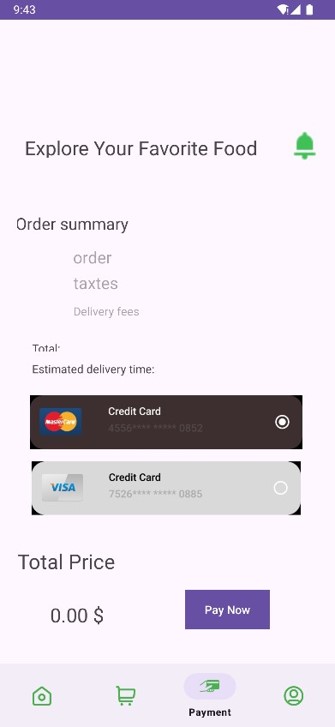 9:43
Explore Your Favorite Food
Order summary
order
taxtes
Delivery fees
Total:
Estimated delivery time:
MasterCard
Credit Card
4556**** ***** 0852
VISA
Credit Card
7526**** ***** 0885
Total Price
0.00 $
Pay Now
Payment